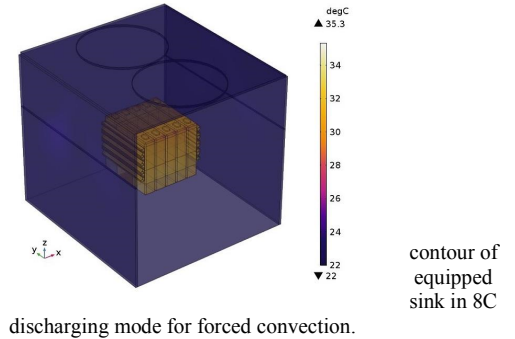 degC
▲ 35.3
34
32
30
28
26
24
22
▼ 22
z
y x
contour of
equipped
sink in 8C
discharging mode for forced convection.